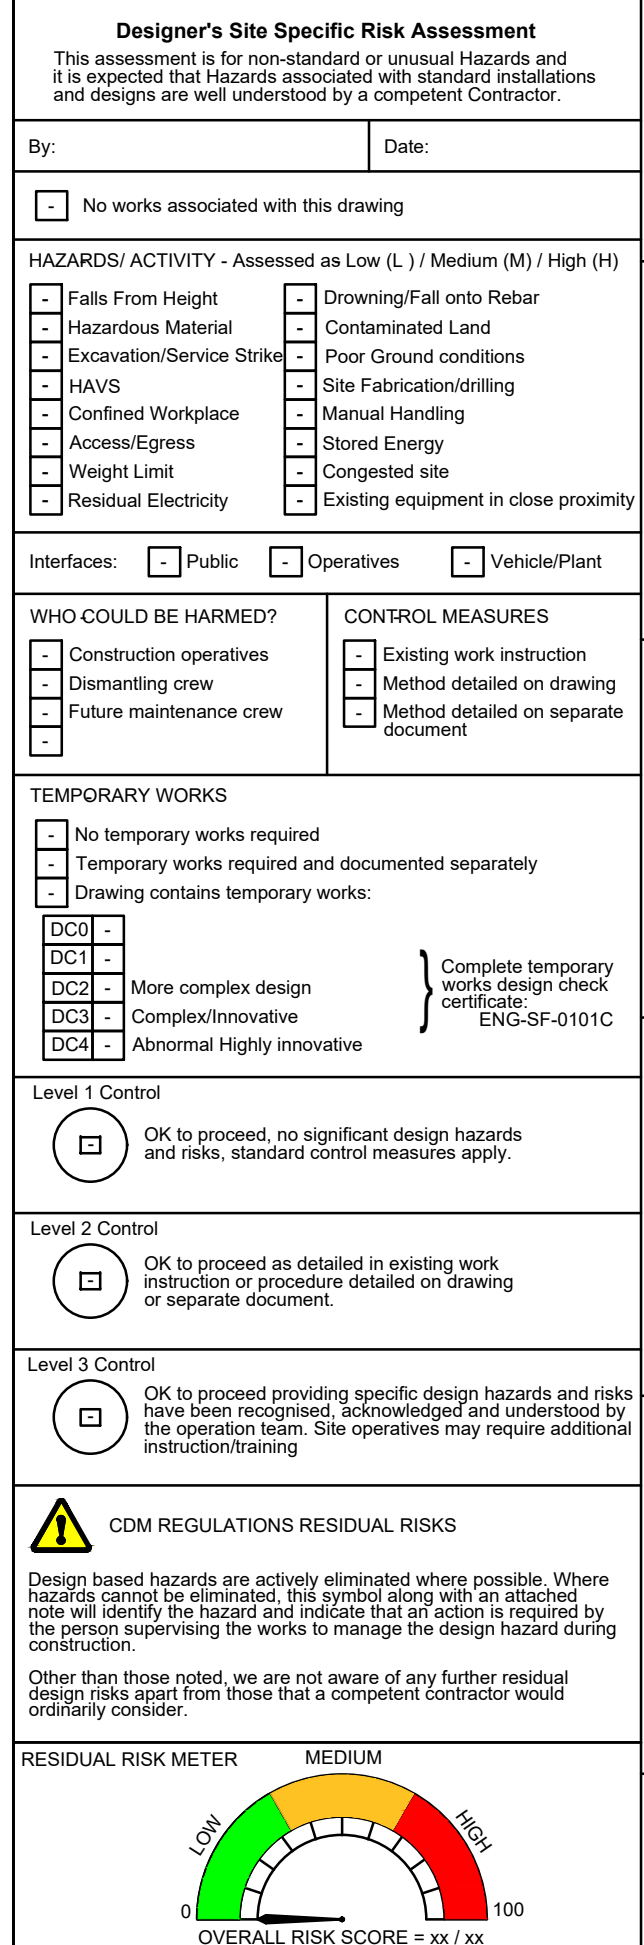 Designer's Site Specific Risk Assessment
This assessment is for non-standard or unusual Hazards and
it is expected that Hazards associated with standard installations
and designs are well understood by a competent Contractor.
By:
Date:
- No works associated with this drawing
HAZARDS/ ACTIVITY - Assessed as Low (L ) / Medium (M) / High (H)
- Falls From Height
- Hazardous Material
- Excavation/Service Strike
- HAVS
- Confined Workplace
- Access/Egress
- Weight Limit
- Residual Electricity
- Drowning/Fall onto Rebar
- Contaminated Land
- Poor Ground conditions
- Site Fabrication/drilling
- Manual Handling
- Stored Energy
- Congested site
- Existing equipment in close proximity
Interfaces: - Public - Operatives - Vehicle/Plant
WHO COULD BE HARMED?
- Construction operatives
- Dismantling crew
- Future maintenance crew
-
CONTROL MEASURES
- Existing work instruction
- Method detailed on drawing
- Method detailed on separate
document
TEMPORARY WORKS
- No temporary works required
- Temporary works required and documented separately
- Drawing contains temporary works:
DC0 -
DC1 -
DC2 - More complex design
DC3 - Complex/Innovative
DC4 - Abnormal Highly innovative
Complete temporary
works design check
certificate:
ENG-SF-0101C
Level 1 Control
- OK to proceed, no significant design hazards
and risks, standard control measures apply.
Level 2 Control
- OK to proceed as detailed in existing work
instruction or procedure detailed on drawing
or separate document.
Level 3 Control
- OK to proceed providing specific design hazards and risks
have been recognised, acknowledged and understood by
the operation team. Site operatives may require additional
instruction/training
! CDM REGULATIONS RESIDUAL RISKS
Design based hazards are actively eliminated where possible. Where
hazards cannot be eliminated, this symbol along with an attached
note will identify the hazard and indicate that an action is required by
the person supervising the works to manage the design hazard during
construction.
Other than those noted, we are not aware of any further residual
design risks apart from those that a competent contractor would
ordinarily consider.
RESIDUAL RISK METER
MEDIUM
LOW
HIGH
0
100
OVERALL RISK SCORE = xx / xx